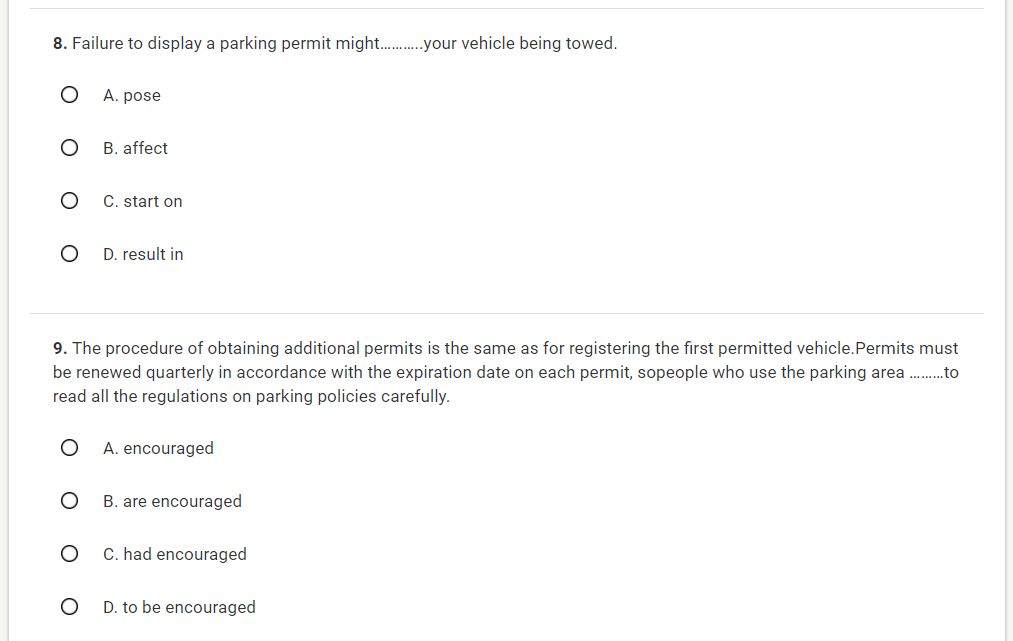 8. Failure to display a parking permit might...........your vehicle being towed.
A. pose
B. affect
C. start on
D. result in
9. The procedure of obtaining additional permits is the same as for registering the first permitted vehicle.Permits must
be renewed quarterly in accordance with the expiration date on each permit, sopeople who use the parking area .........to
read all the regulations on parking policies carefully.
A. encouraged
B. are encouraged
C. had encouraged
D. to be encouraged